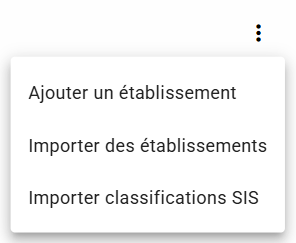 Ajouter un établissement
Importer des établissements
Importer classifications SIS